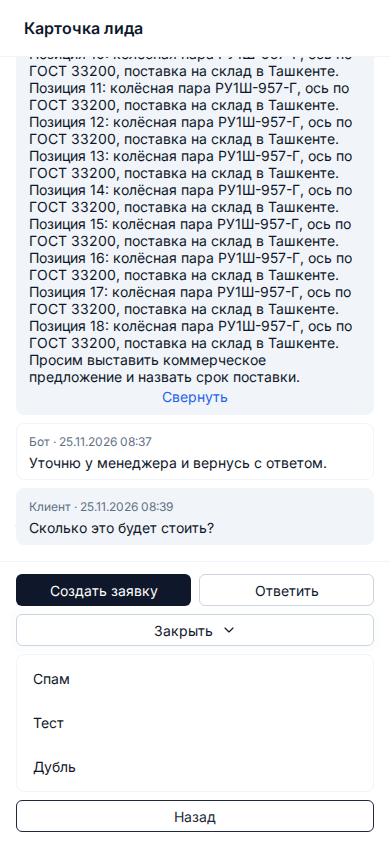 Карточка лида
Позиция 10: колёсная пара РУ1Ш-957-Г, ось по
ГОСТ 33200, поставка на склад в Ташкенте.
Позиция 11: колёсная пара РУ1Ш-957-Г, ось по
ГОСТ 33200, поставка на склад в Ташкенте.
Позиция 12: колёсная пара РУ1Ш-957-Г, ось по
ГОСТ 33200, поставка на склад в Ташкенте.
Позиция 13: колёсная пара РУ1Ш-957-Г, ось по
ГОСТ 33200, поставка на склад в Ташкенте.
Позиция 14: колёсная пара РУ1Ш-957-Г, ось по
ГОСТ 33200, поставка на склад в Ташкенте.
Позиция 15: колёсная пара РУ1Ш-957-Г, ось по
ГОСТ 33200, поставка на склад в Ташкенте.
Позиция 16: колёсная пара РУ1Ш-957-Г, ось по
ГОСТ 33200, поставка на склад в Ташкенте.
Позиция 17: колёсная пара РУ1Ш-957-Г, ось по
ГОСТ 33200, поставка на склад в Ташкенте.
Позиция 18: колёсная пара РУ1Ш-957-Г, ось по
ГОСТ 33200, поставка на склад в Ташкенте.
Просим выставить коммерческое
предложение и назвать срок поставки.
Свернуть
Бот · 25.11.2026 08:37
Уточню у менеджера и вернусь с ответом.
Клиент · 25.11.2026 08:39
Сколько это будет стоить?
Создать заявку
Ответить
Закрыть
Спам
Тест
Дубль
Назад